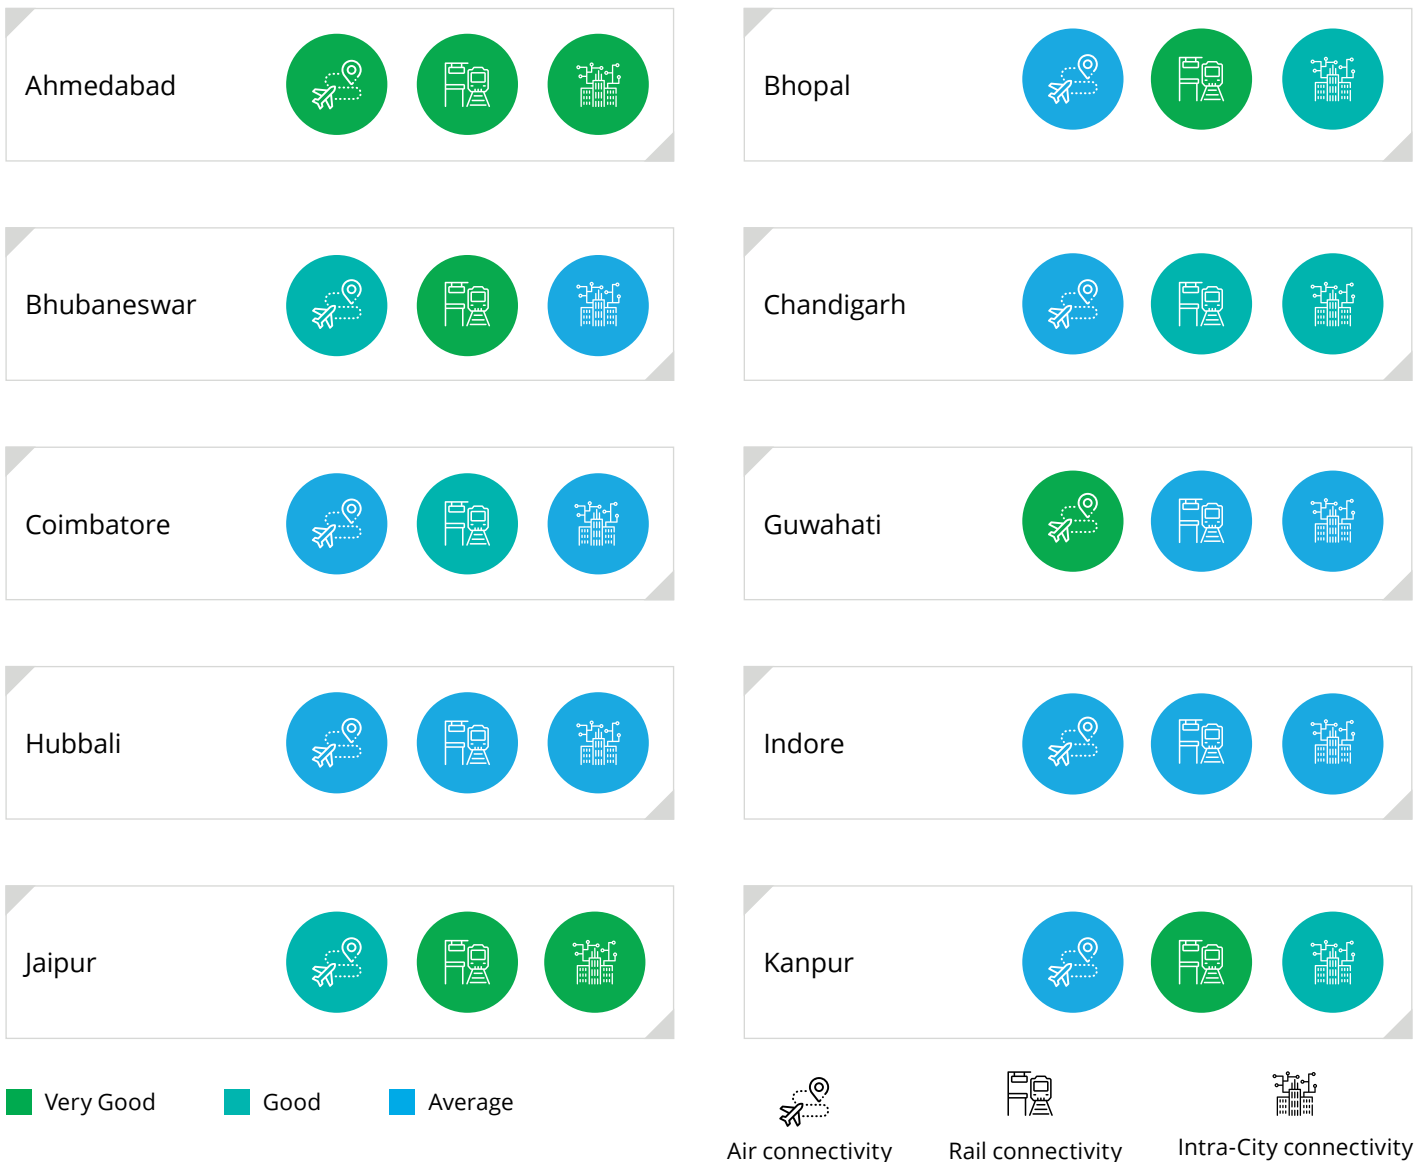 Ahmedabad
Bhopal
Bhubaneswar
Chandigarh
Coimbatore
Guwahati
Hubbali
Indore
Jaipur
Kanpur
Very Good
Good
Average
Air connectivity
Rail connectivity
Intra-City connectivity